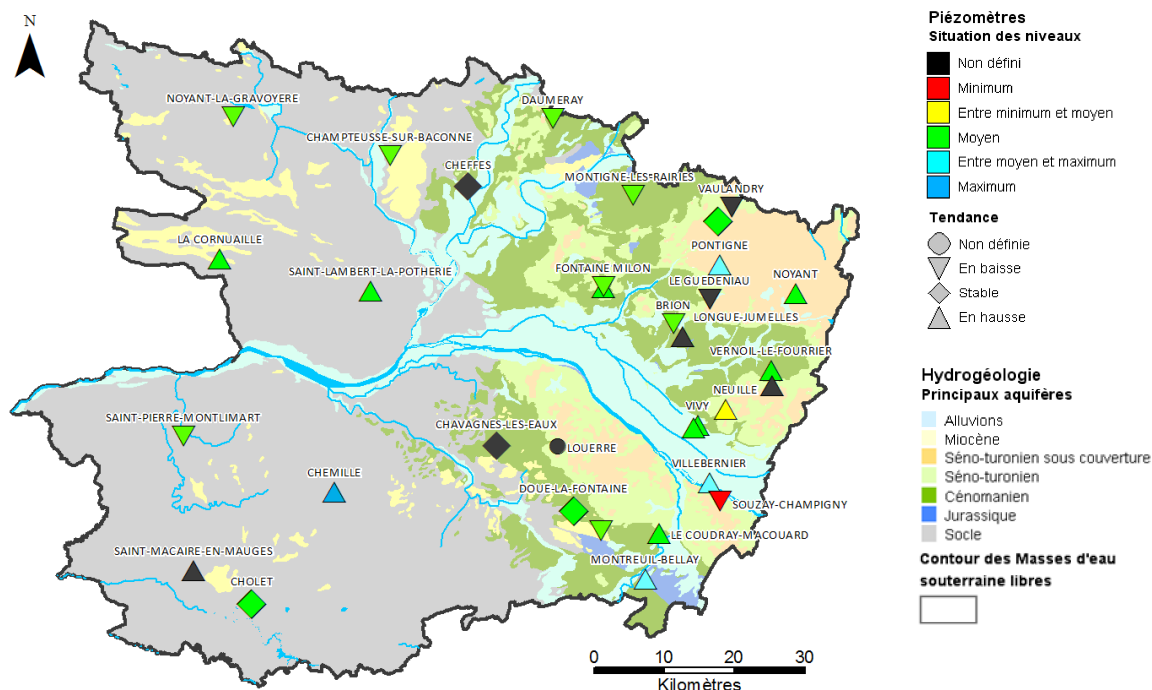 N
NOYANT-LA-GRAVOYERE
DAUMERAY
CHAMPTEUSSE-SUR-BACONNE
CHEFFES
MONTIGNE-LES-RAIRIES
VAULANDRY
LA CORNUAILLE
PONTIGNE
SAINT-LAMBERT-LA-POTHERIE
FONTAINE MILON
LE GUEDENIAU
NOYANT
BRION
LONGUE-JUMELLES
VERNOIL-LE-FOURRIER
NEUILLE
SAINT-PIERRE-MONTLIMART
VIVY
CHAVAGNES-LES-EAUX
LOUERRE
CHEMILLE
VILLEBERNIER
DOUE-LA-FONTAINE
SOUZAY-CHAMPIGNY
LE COUDRAY-MACOUARD
SAINT-MACAIRE-EN-MAUGES
MONTREUIL-BELLAY
CHOLET
0 10 20 30
Kilomètres
Piézomètres
Situation des niveaux
Non défini
Minimum
Entre minimum et moyen
Moyen
Entre moyen et maximum
Maximum
Tendance
Non définie
En baisse
Stable
En hausse
Hydrogéologie
Principaux aquifères
Alluvions
Miocène
Séno-turonien sous couverture
Séno-turonien
Cénomanien
Jurassique
Socle
Contour des Masses d'eau
souterraine libres